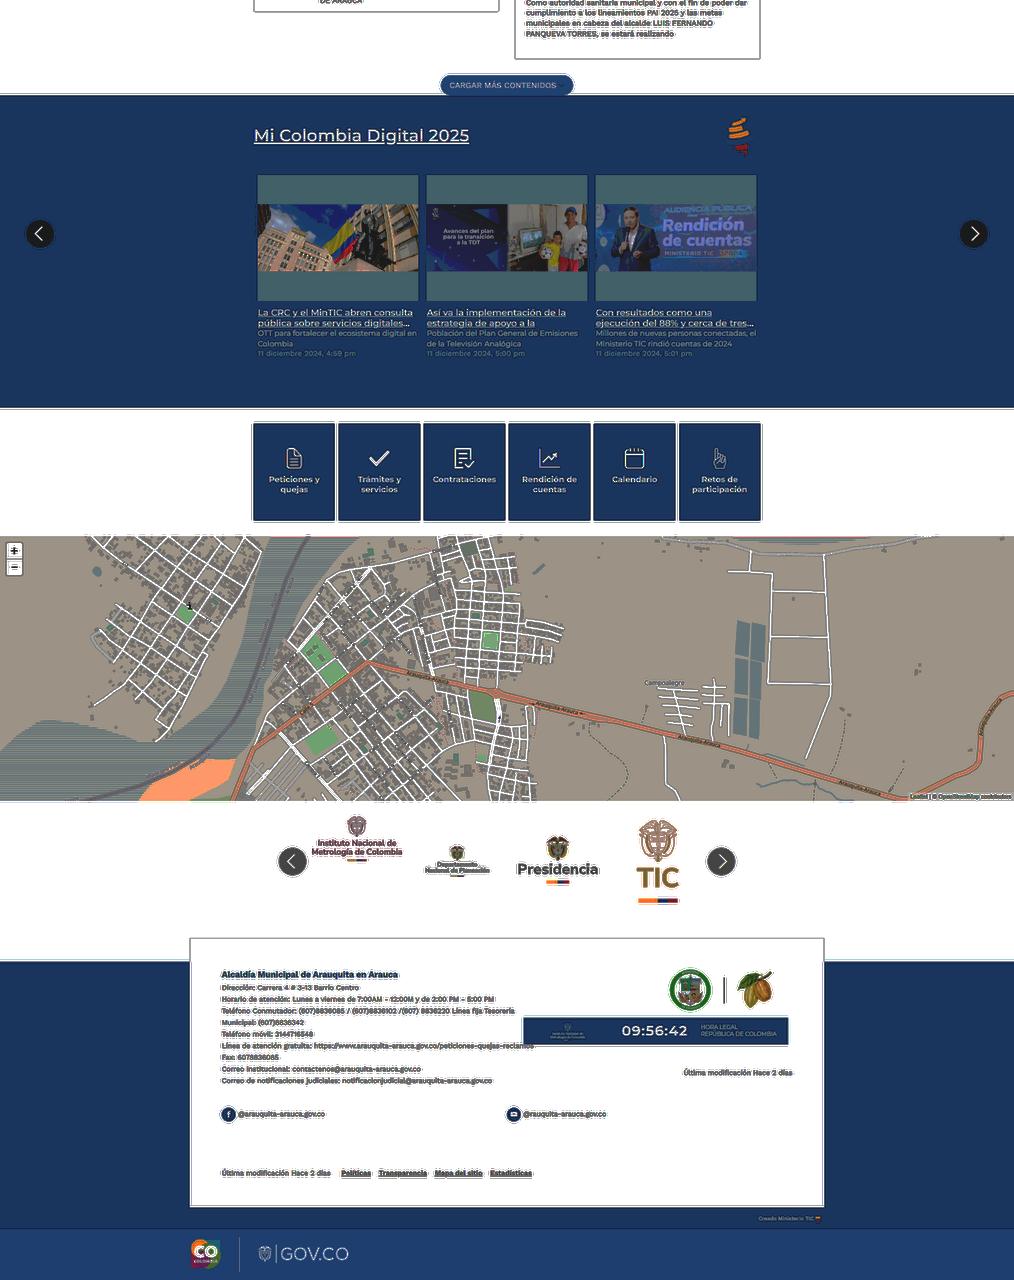 DE ARAUCA
Como autoridad sanitaria municipal y con el fin de poder dar
cumplimiento a los lineamientos PAI 2025 y las metas
municipales en cabeza del alcalde LUIS FERNANDO
PANQUEVA TORRES, se estará realizando
CARGAR MÁS CONTENIDOS
Mi Colombia Digital 2025
Avances del plan
para la transición
a la TDT
AUDIENCIA PÚBLICA
Rendición
de cuentas
MINISTERIO TIC
La CRC y el MinTIC abren consulta
pública sobre servicios digitales...
OTT para fortalecer el ecosistema digital en
Colombia
11 diciembre 2024, 4:59 pm
Así va la implementación de la
estrategia de apoyo a la
Población del Plan General de Emisiones
de la Televisión Analógica
11 diciembre 2024, 5:00 pm
Con resultados como una
ejecución del 88% y cerca de tres...
Millones de nuevas personas conectadas, el
Ministerio TIC rindió cuentas de 2024
11 diciembre 2024, 5:01 pm
Peticiones y
quejas
Trámites y
servicios
Contrataciones
Rendición de
cuentas
Calendario
Retos de
participación
+
−
Arauquita-Arauca
Arauquita-Arauca
Campoalegre
Arauquita-Arauca
Arauquita-Arauca
Arauquita-Arauca
Leaflet | © OpenStreetMap contributors
Instituto Nacional de
Metrología de Colombia
Departamento
Nacional de Planeación
Presidencia
TIC
Alcaldía Municipal de Arauquita en Arauca
Dirección: Carrera 4 # 3-13 Barrio Centro
Horario de atención: Lunes a viernes de 7:00AM - 12:00M y de 2:00 PM - 5:00 PM
Teléfono Conmutador: (607)8836085 / (607)8836102 /(607) 8836220 Línea fija Tesorería
Municipal: (607)8836342
Teléfono móvil: 3144716548
Línea de atención gratuita: https://www.arauquita-arauca.gov.co/peticiones-quejas-reclamos
Fax: 6078836085
Correo institucional: contactenos@arauquita-arauca.gov.co
Correo de notificaciones judiciales: notificacionjudicial@arauquita-arauca.gov.co
09:56:42
HORA LEGAL
REPÚBLICA DE COLOMBIA
Última modificación Hace 2 días
@arauquita-arauca.gov.co
@rauquita-arauca.gov.co
Última modificación Hace 2 días Políticas Transparencia Mapa del sitio Estadísticas
Creado Ministerio TIC
CO
COLOMBIA
GOV.CO